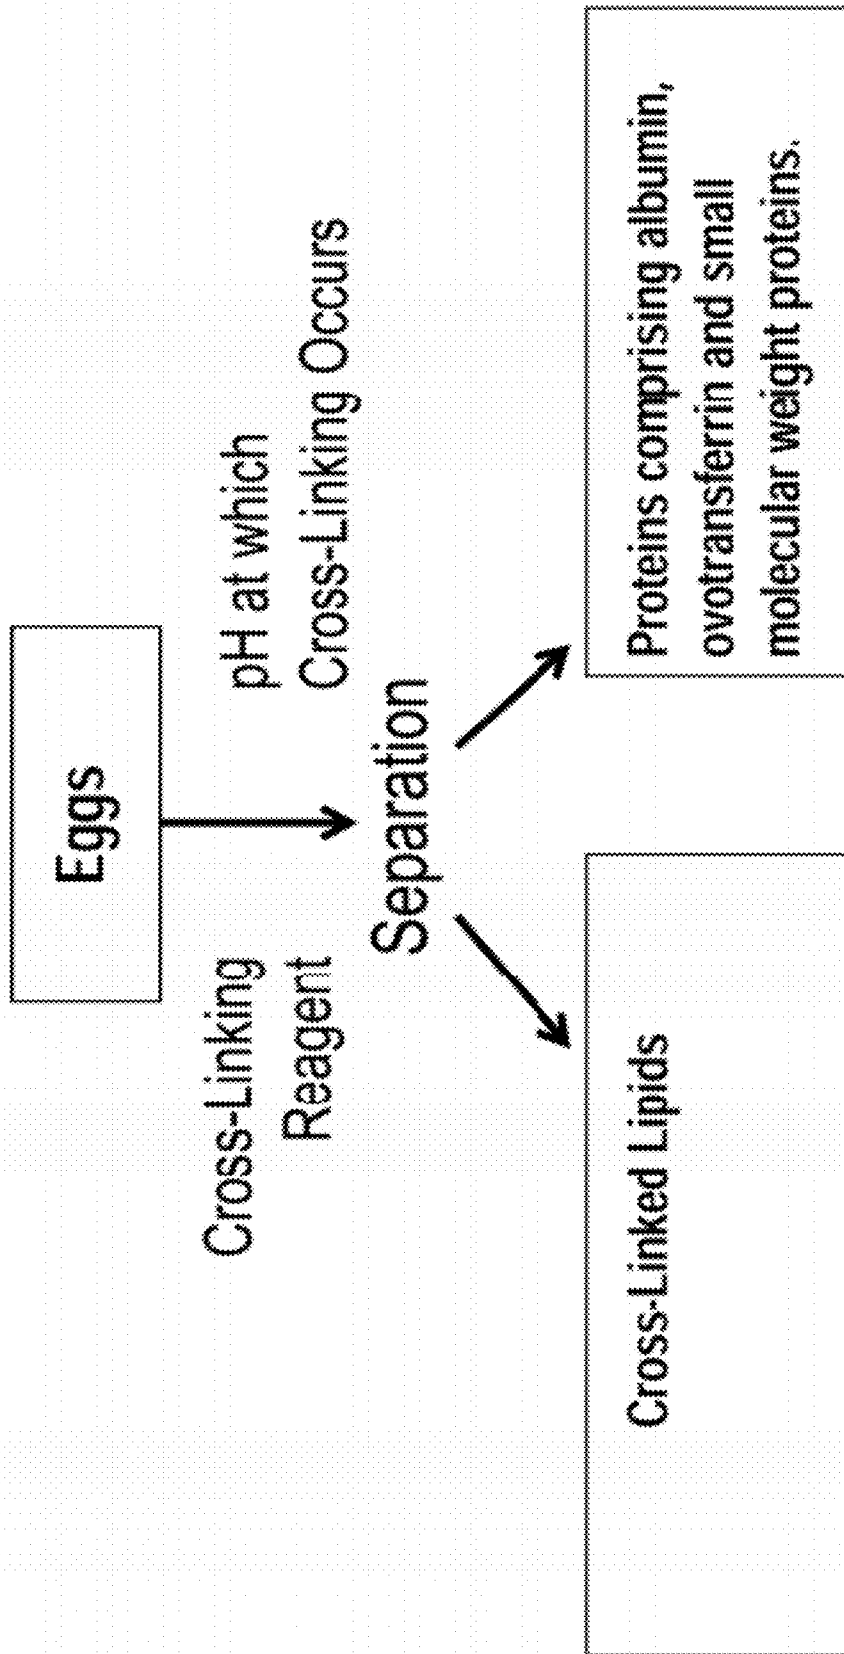 Eggs
Cross-Linking
Reagent
pH at which
Cross-Linking Occurs
Separation
Cross-Linked Lipids
Proteins comprising albumin,
ovotransferrin and small
molecular weight proteins.